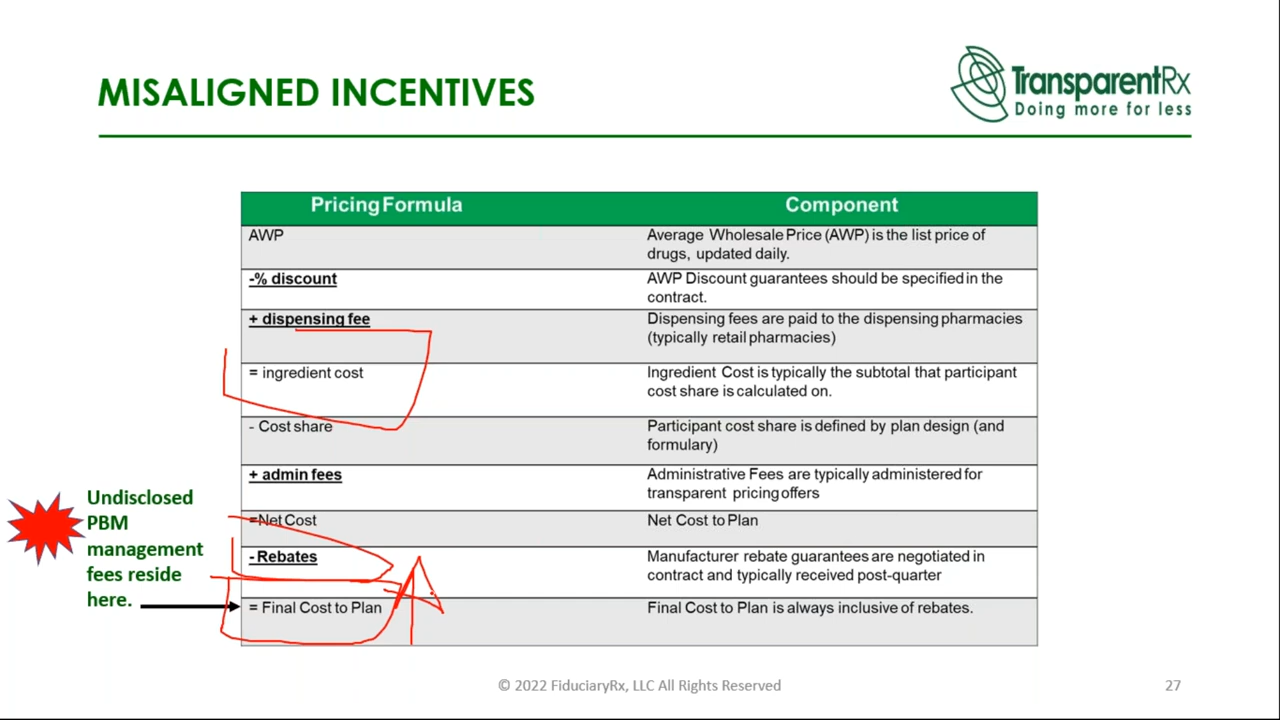 MISALIGNED INCENTIVES
TransparentRx
Doing more for less
Pricing Formula
Component
AWP
Average Wholesale Price (AWP) is the list price of
drugs, updated daily.
-% discount
AWP Discount guarantees should be specified in the
contract.
+ dispensing fee
Dispensing fees are paid to the dispensing pharmacies
(typically retail pharmacies)
= ingredient cost
Ingredient Cost is typically the subtotal that participant
cost share is calculated on.
- Cost share
Participant cost share is defined by plan design (and
formulary)
+ admin fees
Administrative Fees are typically administered for
transparent pricing offers
=Net Cost
Net Cost to Plan
- Rebates
Manufacturer rebate guarantees are negotiated in
contract and typically received post-quarter
= Final Cost to Plan
Final Cost to Plan is always inclusive of rebates.
Undisclosed
PBM
management
fees reside
here.
© 2022 FiduciaryRx, LLC All Rights Reserved
27